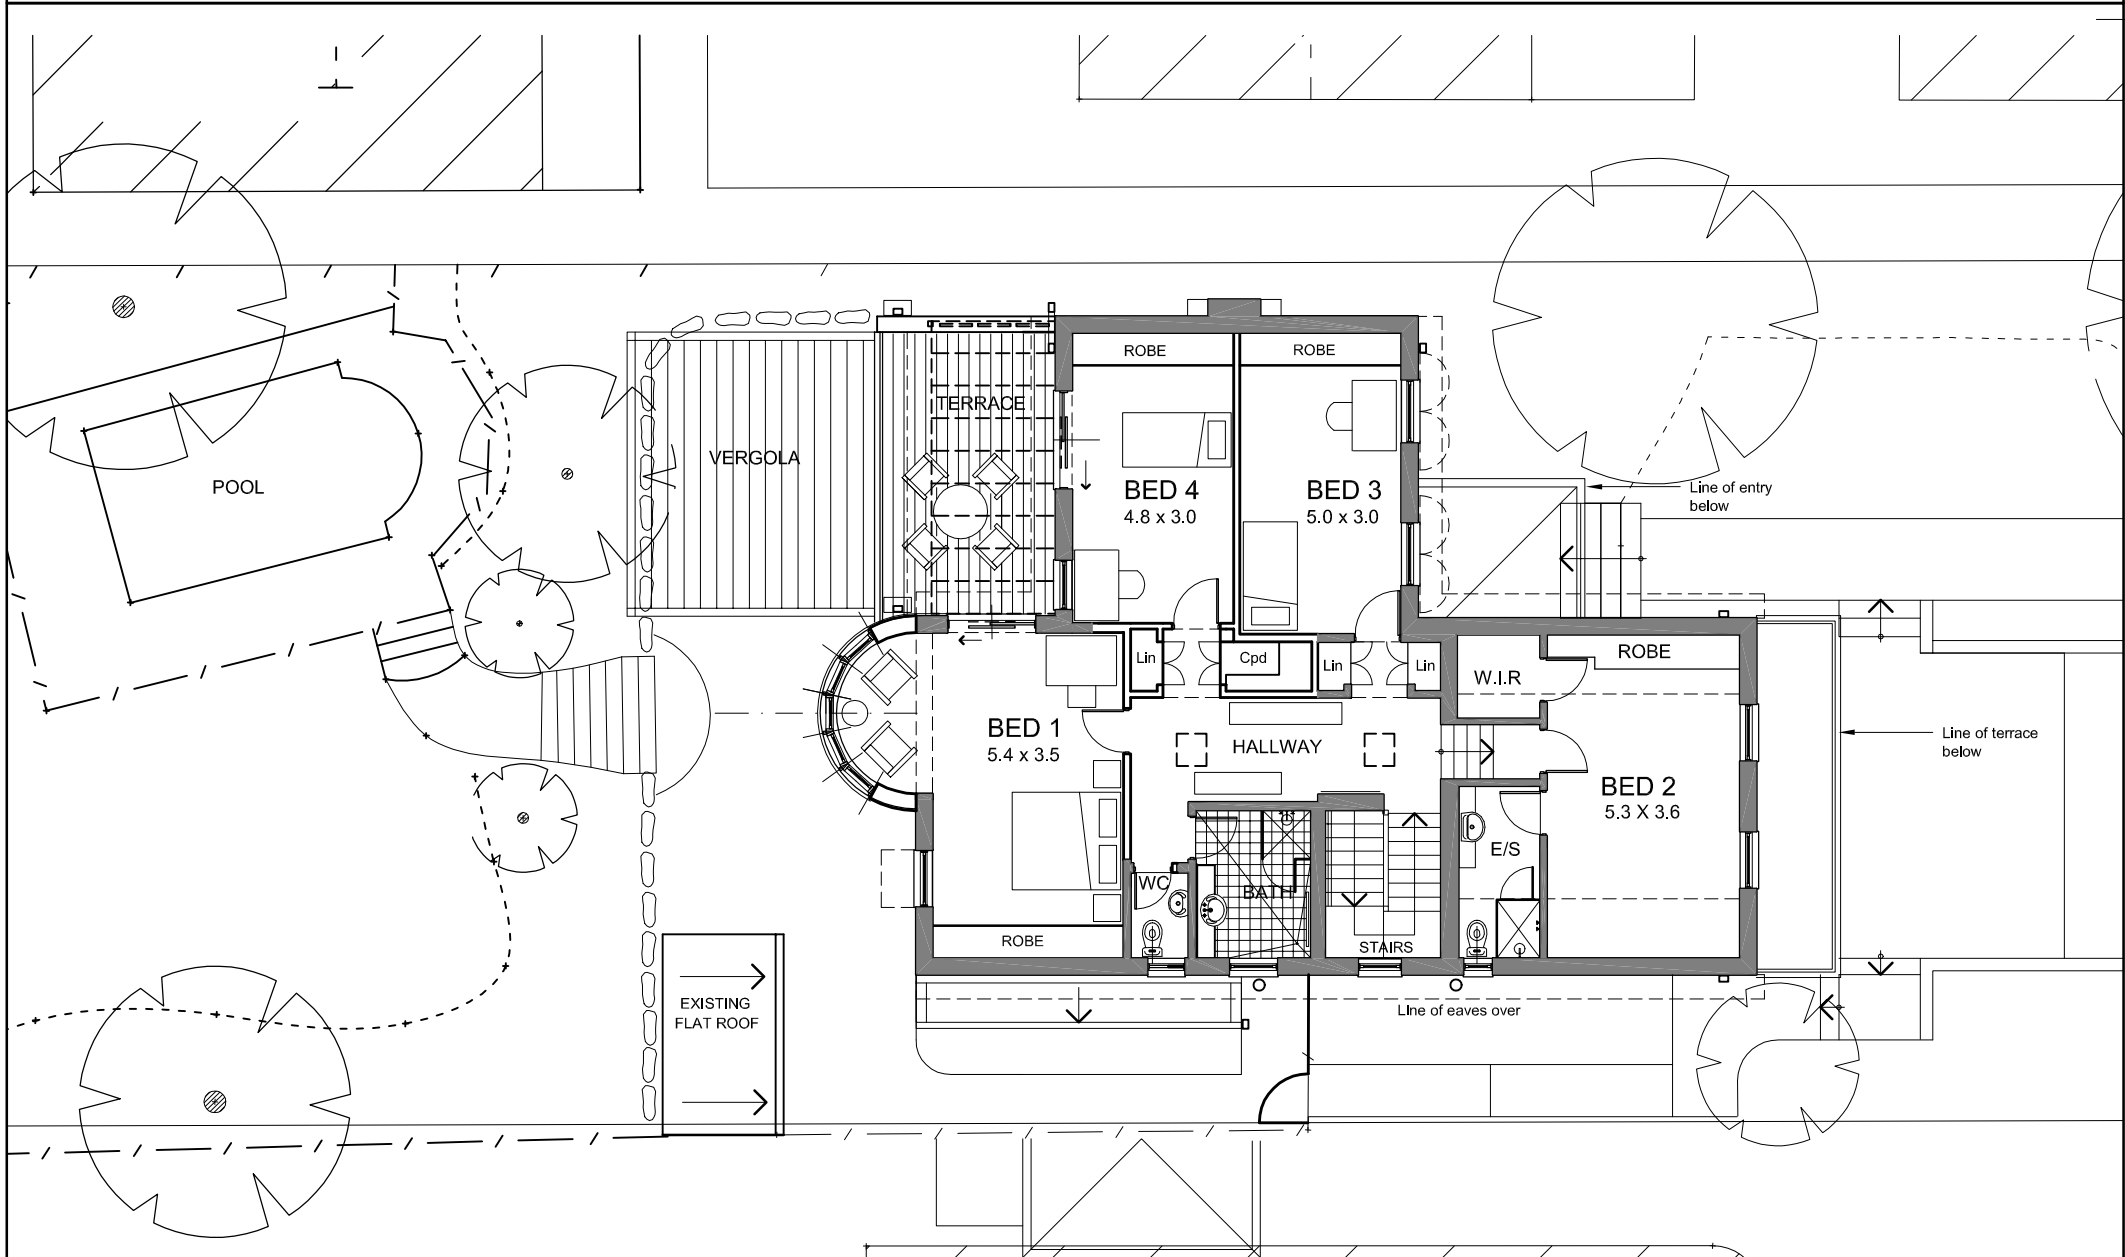 ROBE
ROBE
TERRACE
VERGOLA
POOL
BED 4
4.8 x 3.0
BED 3
5.0 x 3.0
Line of entry
below
Lin
Cpd
Lin
Lin
W.I.R
ROBE
BED 1
5.4 x 3.5
HALLWAY
Line of terrace
below
BED 2
5.3 X 3.6
E/S
WC
BATH
ROBE
STAIRS
EXISTING
FLAT ROOF
LIne of eaves over